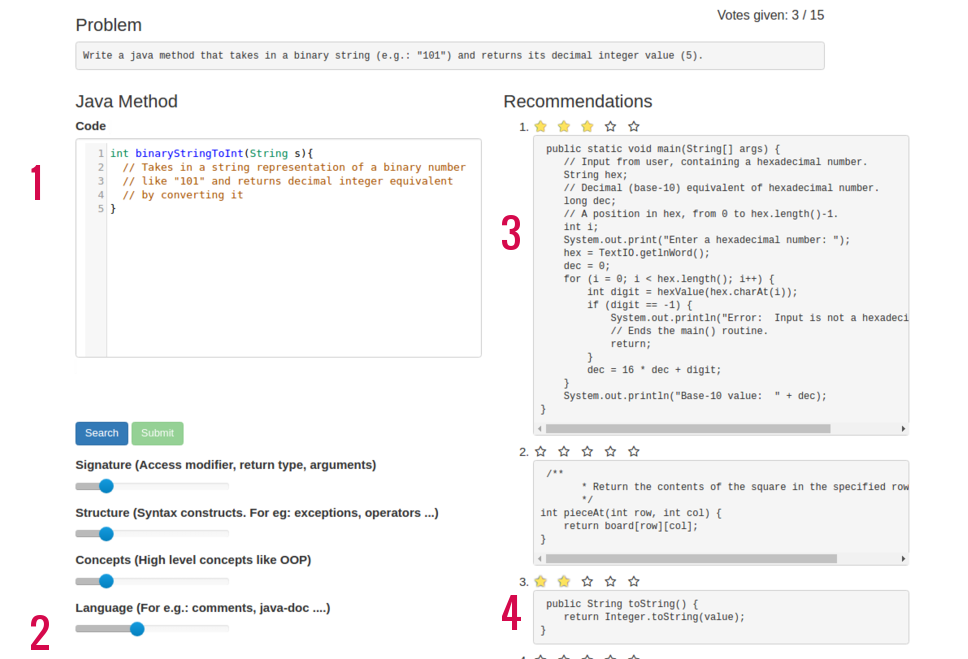 Votes given: 3 / 15
Problem
Write a java method that takes in a binary string (e.g.: "101") and returns its decimal integer value (5).
Java Method
Code
1
1 int binaryStringToInt(String s){
2 // Takes in a string representation of a binary number
3 // like "101" and returns decimal integer equivalent
4 // by converting it
5 }
Search Submit
Signature (Access modifier, return type, arguments)
Structure (Syntax constructs. For eg: exceptions, operators ...)
Concepts (High level concepts like OOP)
Language (For e.g.: comments, java-doc ....)
2
Recommendations
1.
3
public static void main(String[] args) {
// Input from user, containing a hexadecimal number.
String hex;
// Decimal (base-10) equivalent of hexadecimal number.
long dec;
// A position in hex, from 0 to hex.length()-1.
int i;
System.out.print("Enter a hexadecimal number: ");
hex = TextIO.getlnWord();
dec = 0;
for (i = 0; i < hex.length(); i++) {
int digit = hexValue(hex.charAt(i));
if (digit == -1) {
System.out.println("Error:  Input is not a hexadeci
// Ends the main() routine.
return;
}
dec = 16 * dec + digit;
}
System.out.println("Base-10 value:  " + dec);
}
2.
/**
* Return the contents of the square in the specified row
*/
int pieceAt(int row, int col) {
return board[row][col];
}
3.
4
public String toString() {
return Integer.toString(value);
}